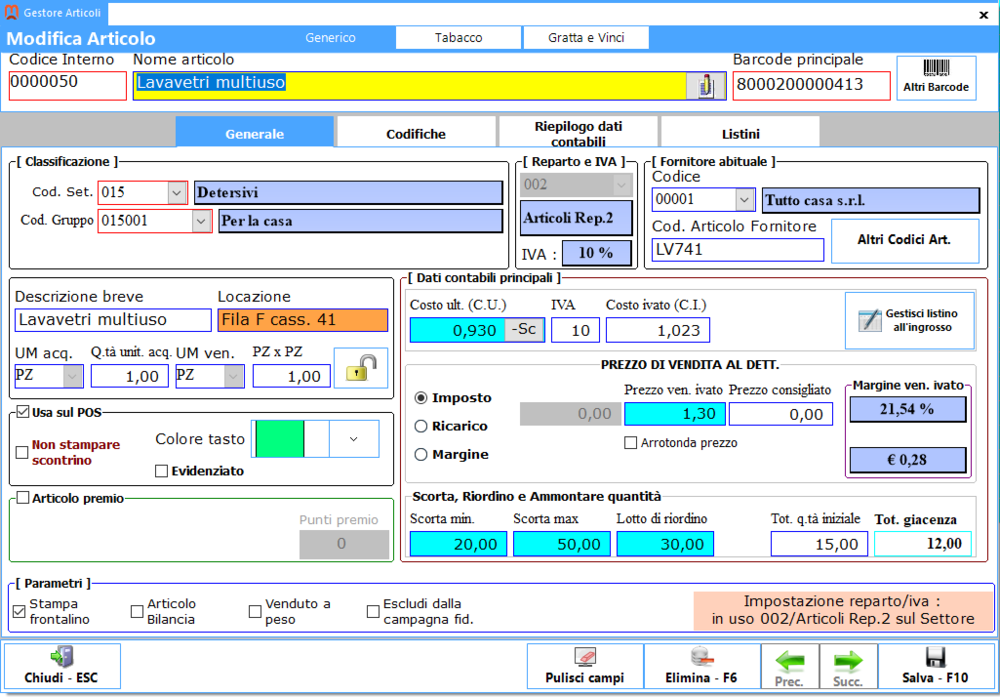 Gestore Articoli
Modifica Articolo
Generico
Tabacco
Gratta e Vinci
Codice Interno
Nome articolo
Barcode principale
0000050
Lavavetri multiuso
8000200000413
Altri Barcode
Generale
Codifiche
Riepilogo dati
contabili
Listini
[ Classificazione ]
Cod. Set.
015
Detersivi
Cod. Gruppo
015001
Per la casa
[ Reparto e IVA ]
002
Articoli Rep.2
IVA :
10 %
[ Fornitore abituale ]
Codice
00001
Tutto casa s.r.l.
Cod. Articolo Fornitore
LV741
Altri Codici Art.
Descrizione breve
Locazione
Lavavetri multiuso
Fila F cass. 41
UM acq.
Q.tà unit. acq.
UM ven.
PZ x PZ
PZ
1,00
PZ
1,00
Usa sul POS
Non stampare
scontrino
Colore tasto
Evidenziato
Articolo premio
Punti premio
0
[ Dati contabili principali ]
Costo ult. (C.U.)
IVA
Costo ivato (C.I.)
0,930
-Sc
10
1,023
Gestisci listino
all'ingrosso
PREZZO DI VENDITA AL DETT.
Imposto
Ricarico
Margine
0,00
Prezzo ven. ivato
Prezzo consigliato
1,30
0,00
Arrotonda prezzo
Margine ven. ivato
21,54 %
€ 0,28
Scorta, Riordino e Ammontare quantità
Scorta min.
Scorta max
Lotto di riordino
Tot. q.tà iniziale
Tot. giacenza
20,00
50,00
30,00
15,00
12,00
[ Parametri ]
Stampa
frontalino
Articolo
Bilancia
Venduto a
peso
Escludi dalla
campagna fid.
Impostazione reparto/iva :
in uso 002/Articoli Rep.2 sul Settore
Chiudi - ESC
Pulisci campi
Elimina - F6
Prec.
Succ.
Salva - F10